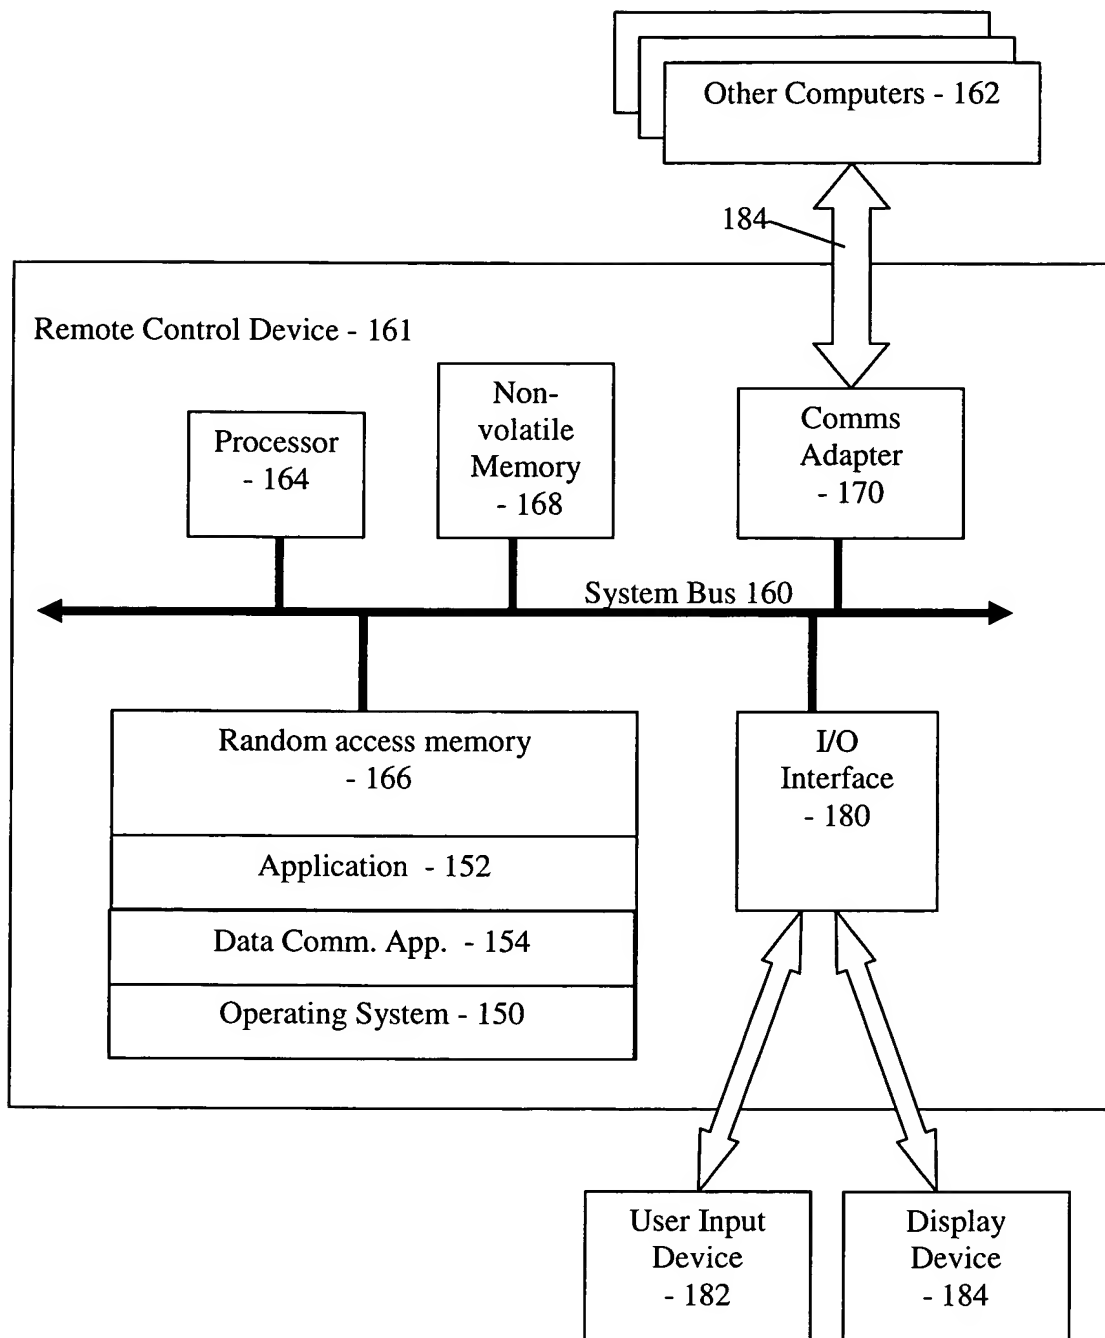 Other Computers - 162
184
Remote Control Device - 161
Processor
- 164
Non-
volatile
Memory
- 168
Comms
Adapter
- 170
System Bus 160
Random access memory
- 166
Application - 152
Data Comm. App. - 154
Operating System - 150
I/O
Interface
- 180
User Input
Device
- 182
Display
Device
- 184